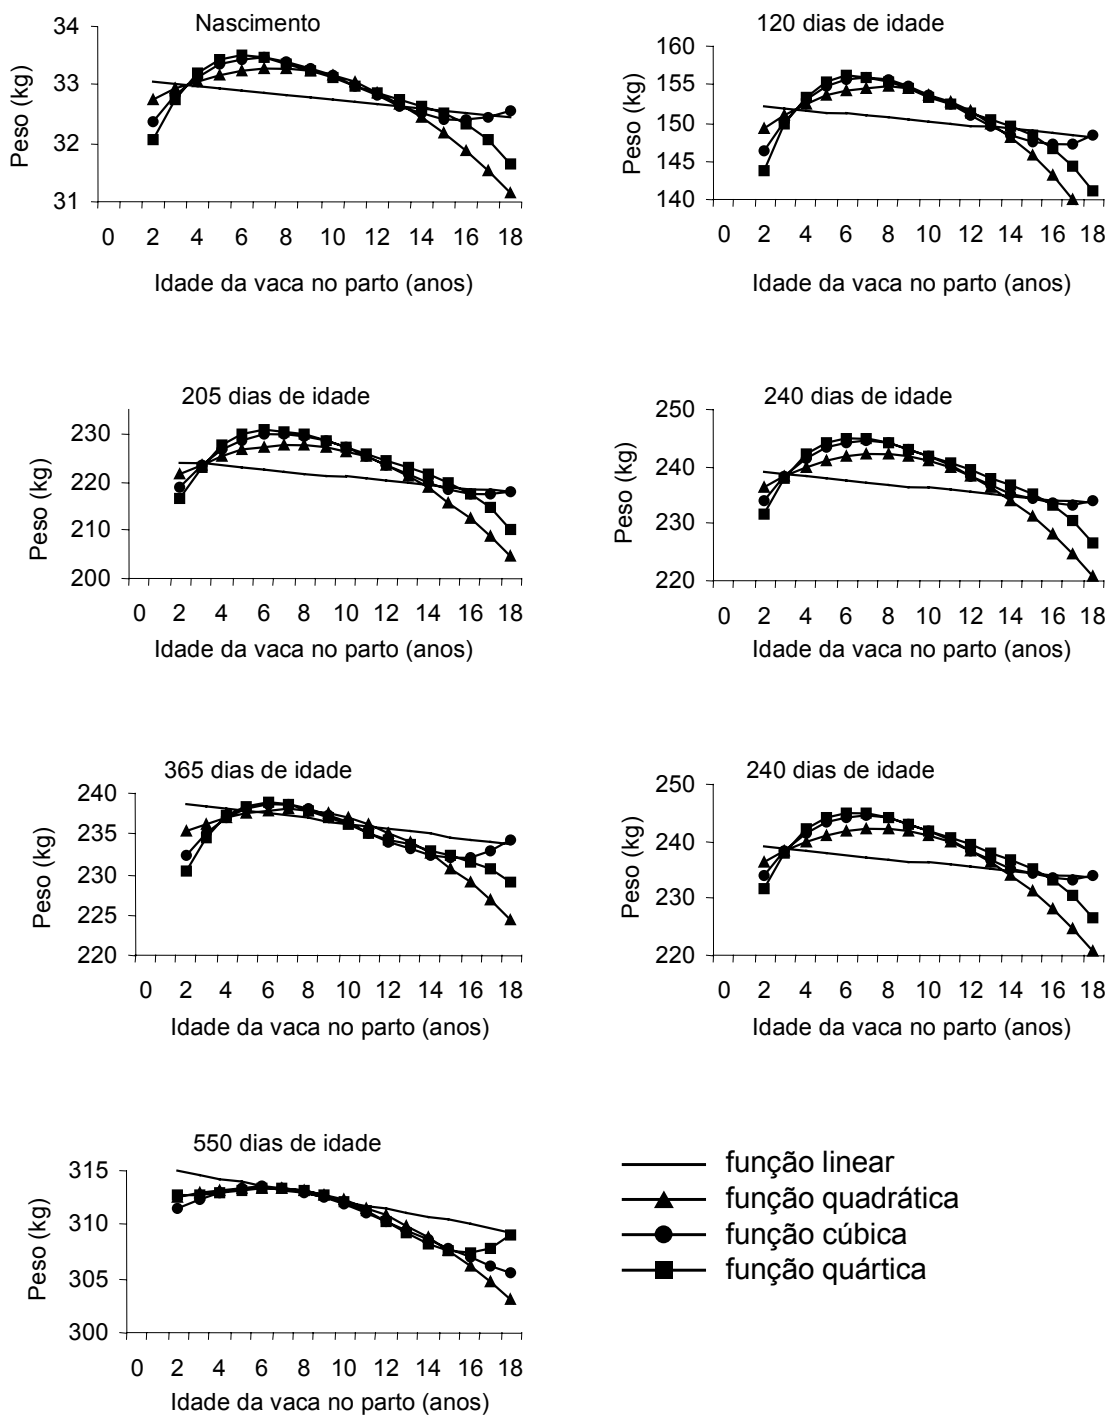 Nascimento
34
33
32
31
Peso (kg)
0 2 4 6 8 10 12 14 16 18
Idade da vaca no parto (anos)
120 dias de idade
160
155
150
145
140
Peso (kg)
0 2 4 6 8 10 12 14 16 18
Idade da vaca no parto (anos)
205 dias de idade
230
220
210
200
Peso (kg)
0 2 4 6 8 10 12 14 16 18
Idade da vaca no parto (anos)
240 dias de idade
250
240
230
220
Peso (kg)
0 2 4 6 8 10 12 14 16 18
Idade da vaca no parto (anos)
365 dias de idade
240
235
230
225
220
Peso (kg)
0 2 4 6 8 10 12 14 16 18
Idade da vaca no parto (anos)
240 dias de idade
250
240
230
220
Peso (kg)
0 2 4 6 8 10 12 14 16 18
Idade da vaca no parto (anos)
550 dias de idade
315
310
305
300
Peso (kg)
0 2 4 6 8 10 12 14 16 18
Idade da vaca no parto (anos)
função linear
função quadrática
função cúbica
função quártica